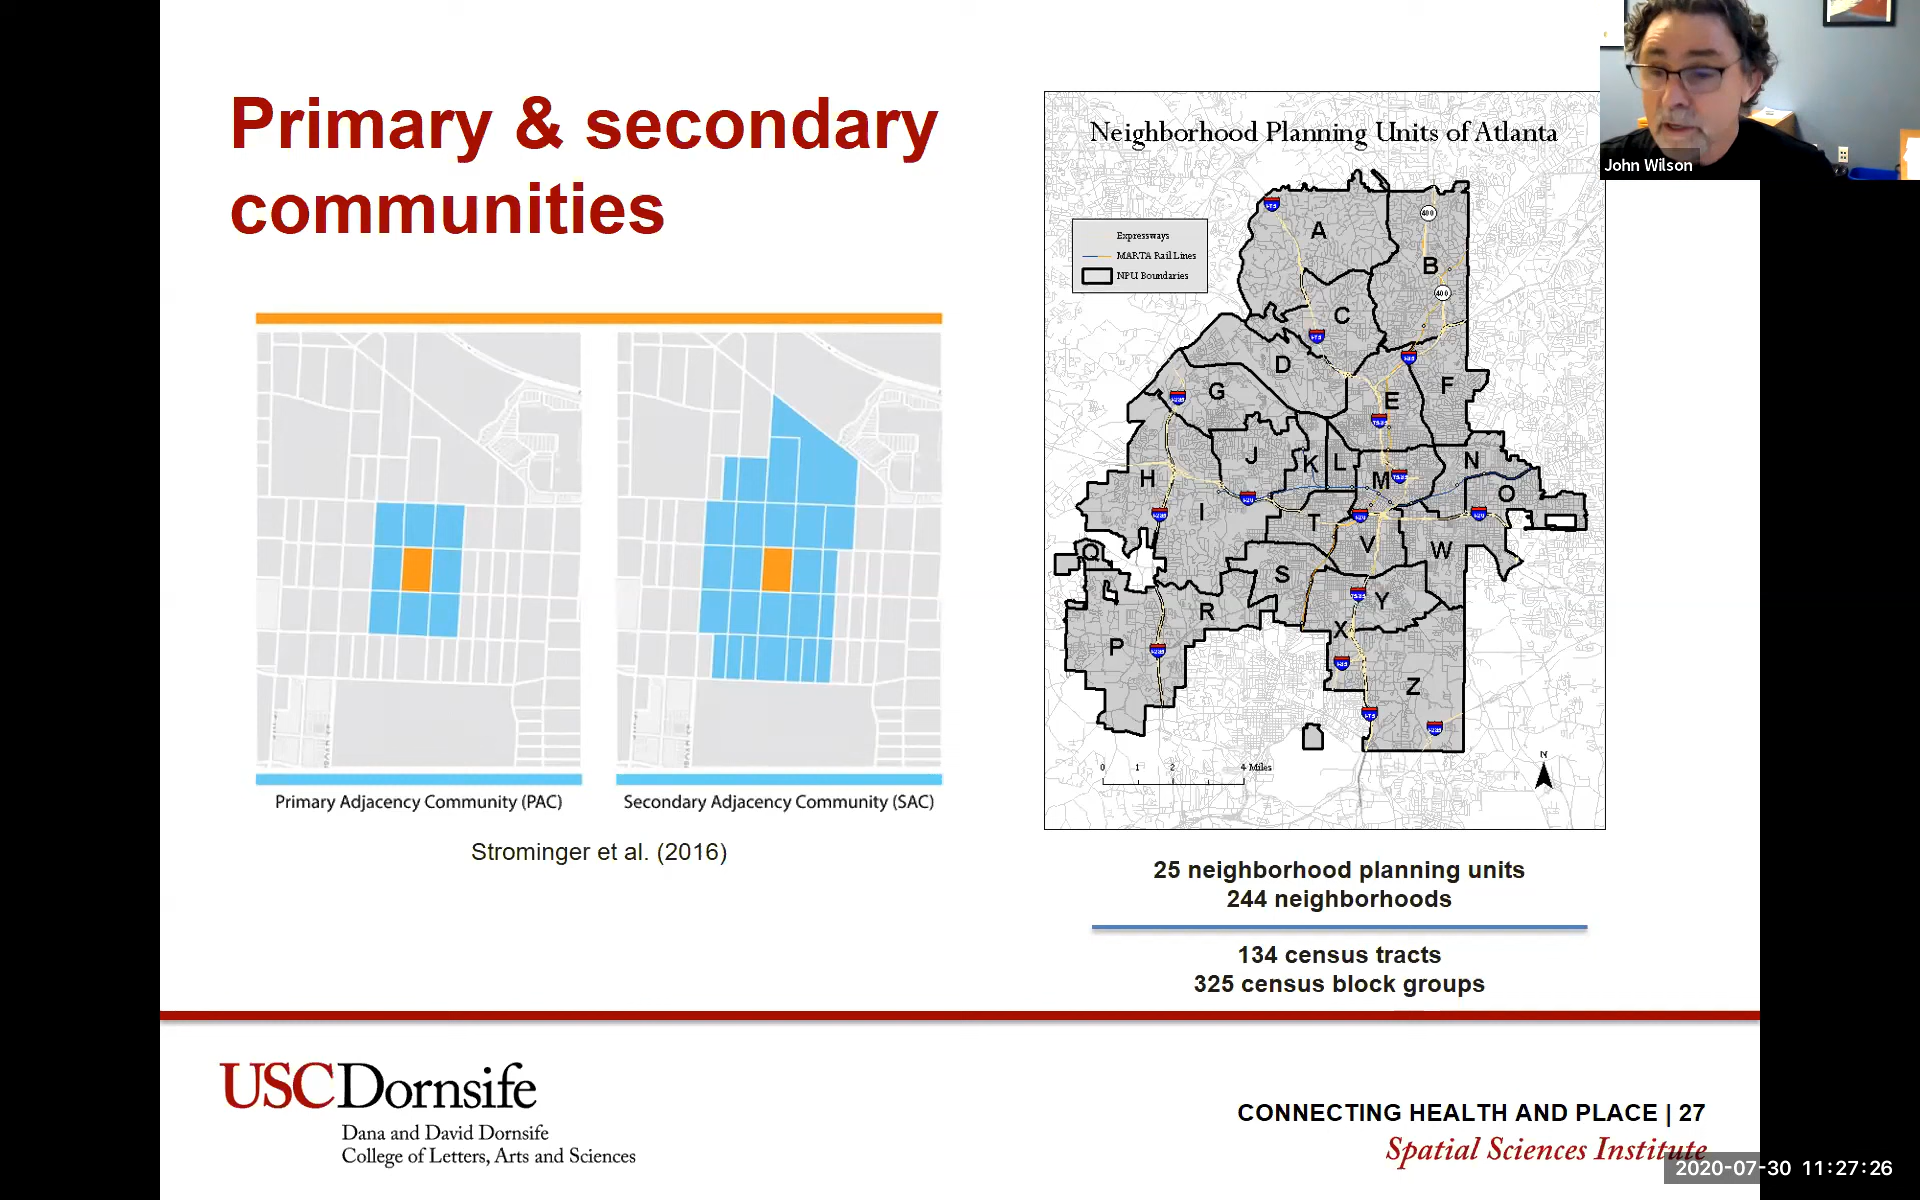 Primary & secondary
communities
Primary Adjacency Community (PAC)
Secondary Adjacency Community (SAC)
Strominger et al. (2016)
Neighborhood Planning Units of Atlanta
Expressways
MARTA Rail Lines
NPU Boundaries
A
B
400
400
C
D
G
E
F
J
K
L
N
H
M
O
I
T
V
W
Q
S
Y
R
X
P
Z
N
0 1 2 4 Miles
25 neighborhood planning units
244 neighborhoods
134 census tracts
325 census block groups
John Wilson
USCDornsife
Dana and David Dornsife
College of Letters, Arts and Sciences
CONNECTING HEALTH AND PLACE | 27
Spatial Sciences Institute
2020-07-30 11:27:26